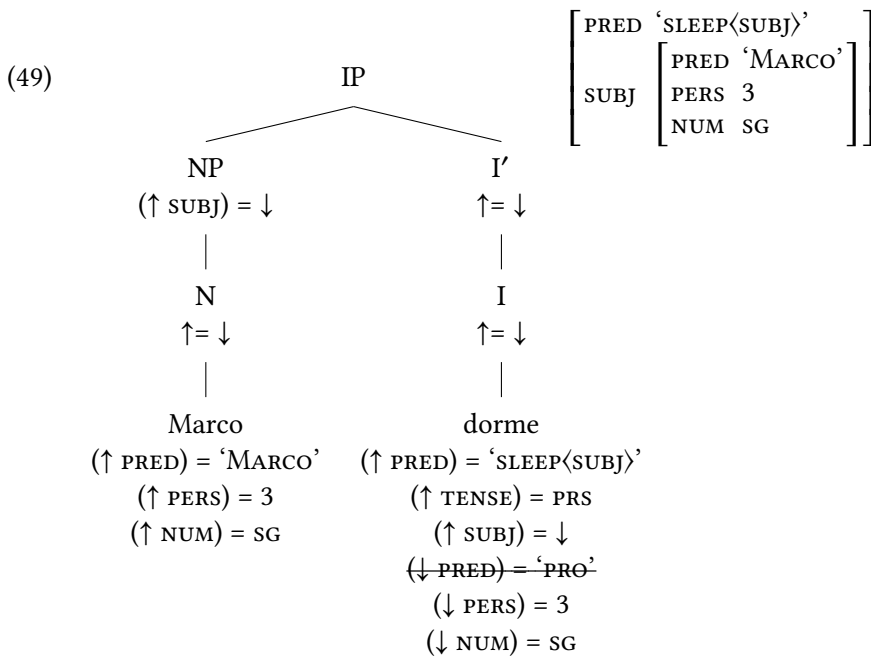 PRED ‘SLEEP⟨SUBJ⟩’
PRED ‘MARCO’
SUBJ PERS 3
NUM SG
(49) IP
NP I′
(↑ SUBJ) = ↓ ↑= ↓
N I
↑= ↓ ↑= ↓
Marco dorme
(↑ PRED) = ‘MARCO’ (↑ PRED) = ‘SLEEP⟨SUBJ⟩’
(↑ PERS) = 3 (↑ TENSE) = PRS
(↑ NUM) = SG (↑ SUBJ) = ↓
(↓ PRED) = ‘PRO’
(↓ PERS) = 3
(↓ NUM) = SG